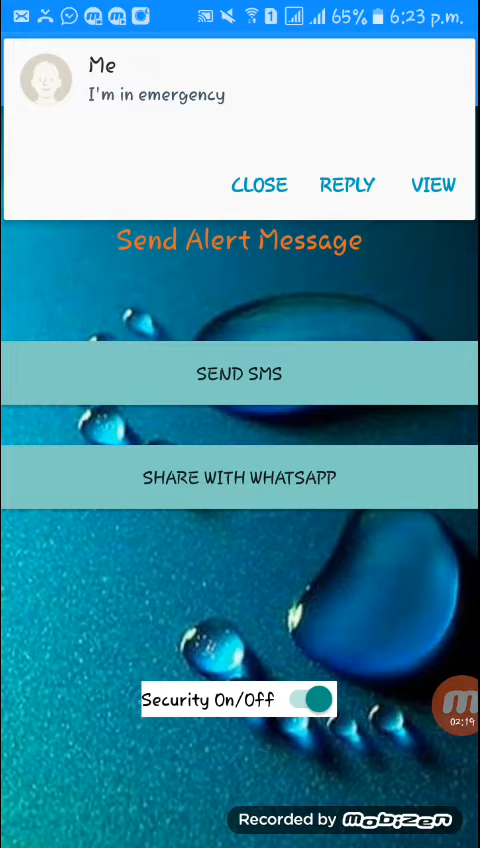 1 65% 6:23 p.m.
Me
I'm in emergency
CLOSE REPLY VIEW
Send Alert Message
SEND SMS
SHARE WITH WHATSAPP
Security On/Off
02:19
Recorded by mobizen